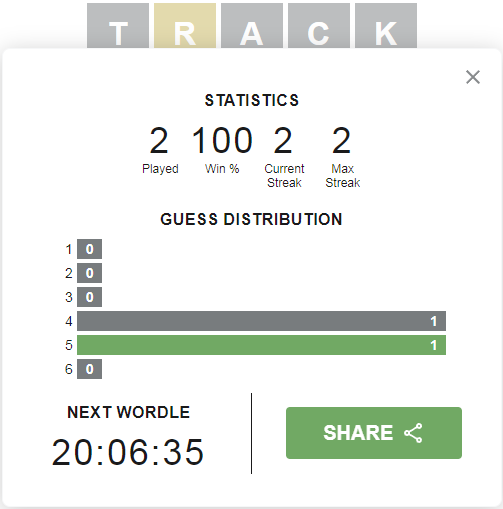 TRACK
STATISTICS
2 100 2 2
Played Win % Current Streak Max Streak
GUESS DISTRIBUTION
1 0
2 0
3 0
4 1
5 1
6 0
NEXT WORDLE
20:06:35
SHARE